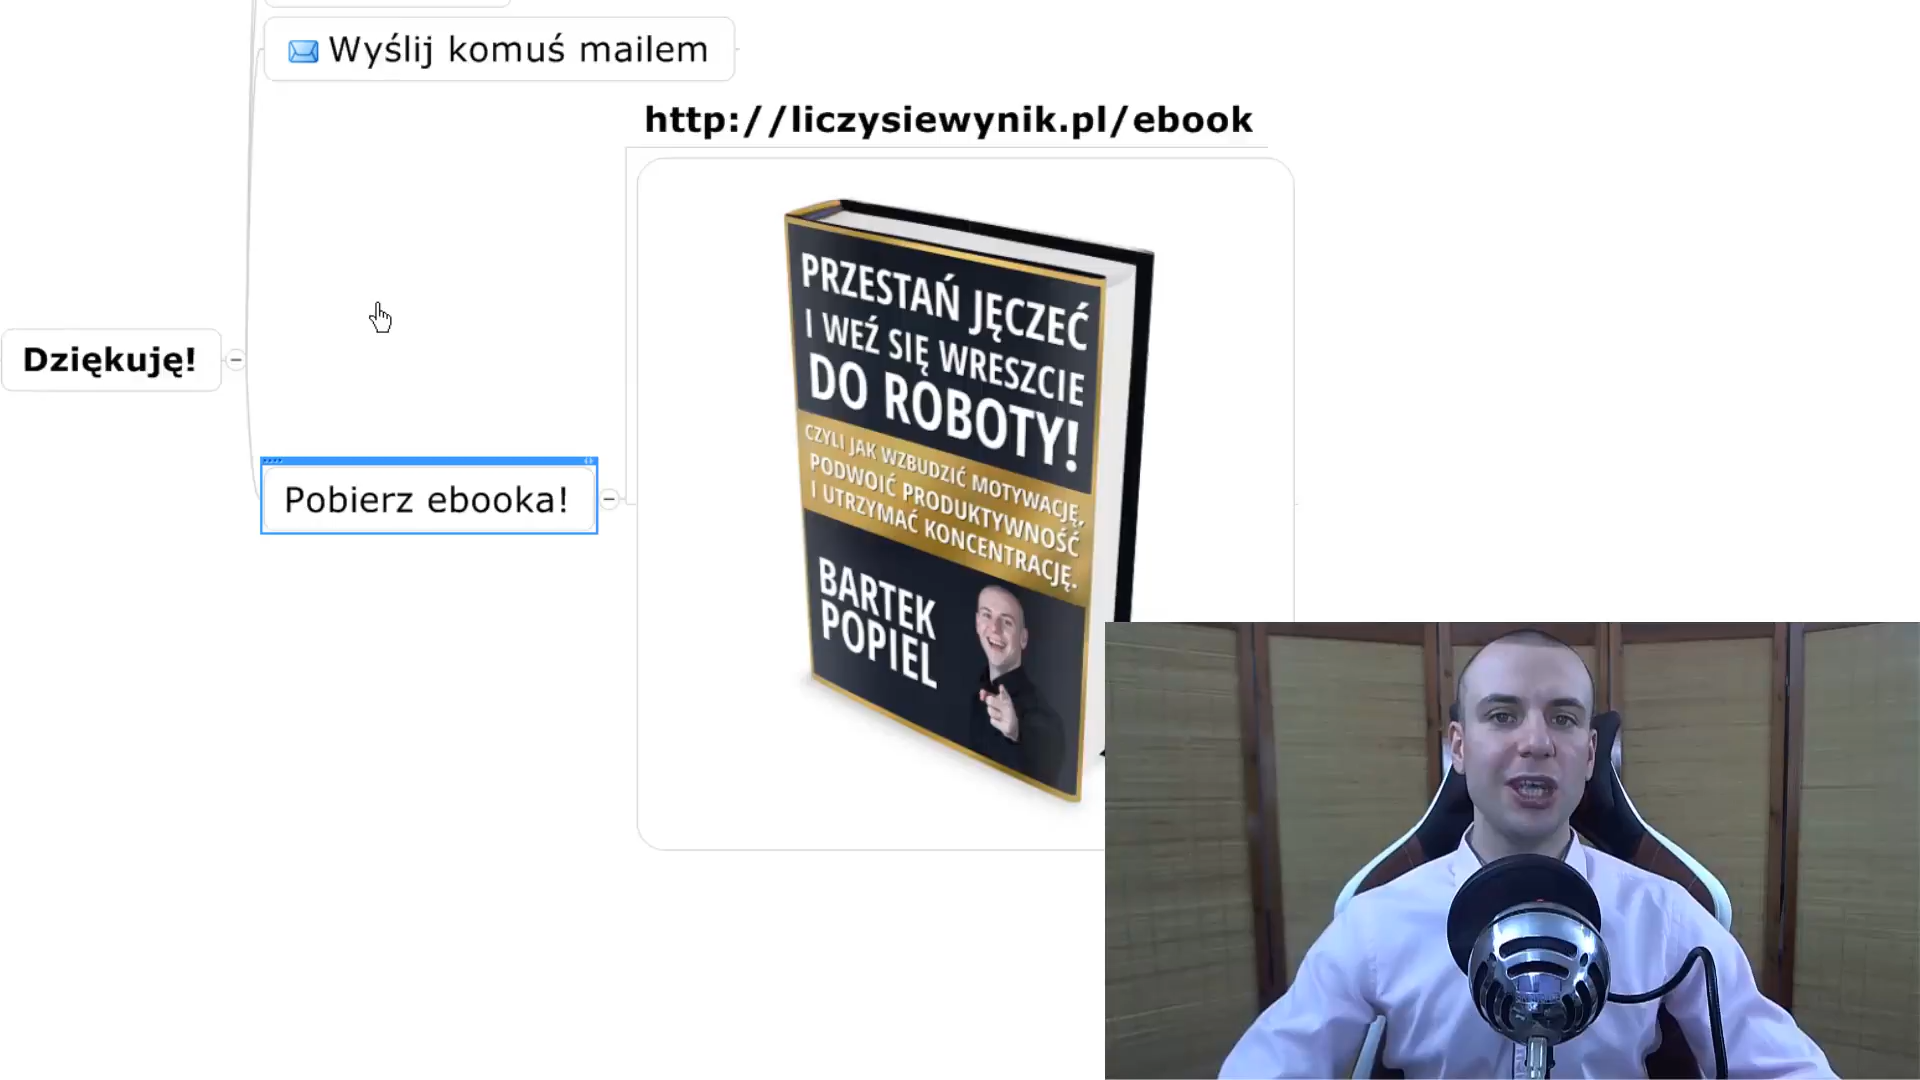 Wyślij komuś mailem
http://liczysiewynik.pl/ebook
Dziękuję!
Pobierz ebooka!
PRZESTAŃ JĘCZEĆ
I WEŹ SIĘ WRESZCIE
DO ROBOTY!
CZYLI JAK WZBUDZIĆ MOTYWACJĘ,
PODWOIĆ PRODUKTYWNOŚĆ
I UTRZYMAĆ KONCENTRACJĘ.
BARTEK
POPIEL